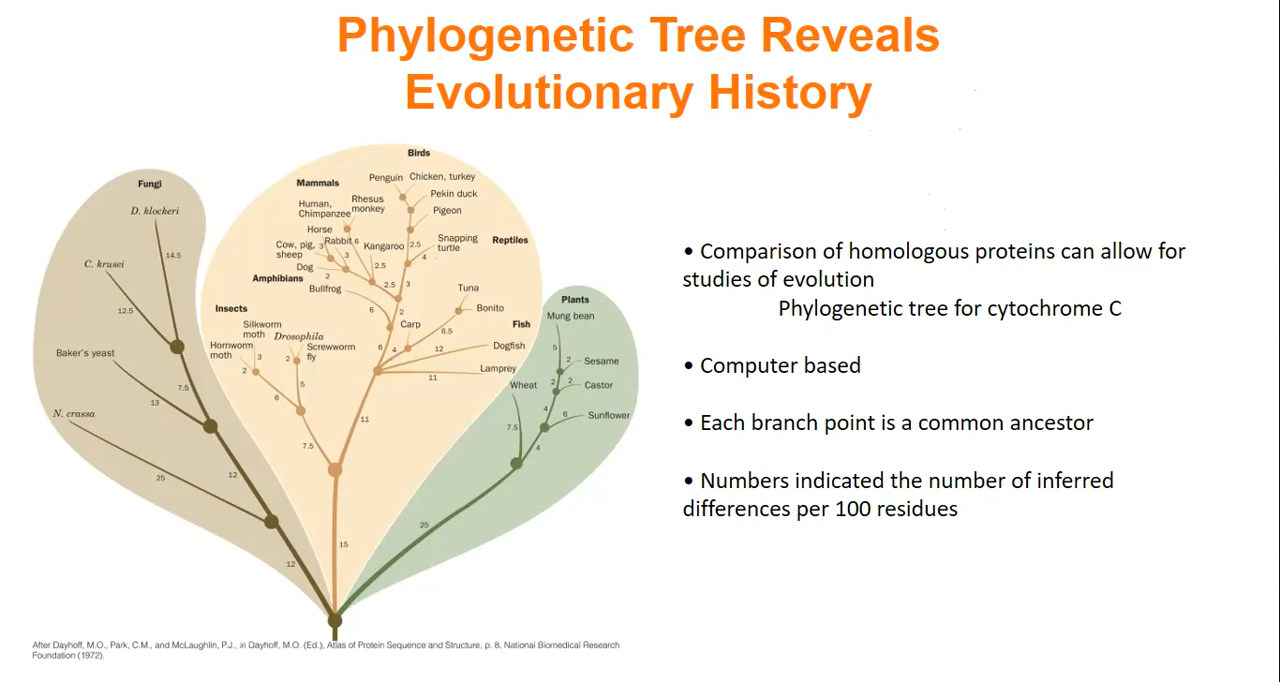 Phylogenetic Tree Reveals
Evolutionary History
Birds
Penguin
Chicken, turkey
Fungi
Mammals
Pekin duck
Human,
Chimpanzee
Rhesus
monkey
D. klockeri
Pigeon
Horse
Cow, pig,
sheep
3
Rabbit
6
Kangaroo
2.5
Snapping
turtle
Reptiles
14.5
3
4
C. krusei
Dog
2
2.5
Amphibians
Bullfrog
2.5
3
Tuna
Plants
Insects
6
2
Bonito
12.5
Silkworm
moth
Drosophila
Carp
6.5
Fish
Mung bean
Hornworm
moth
3
2
Screwworm
fly
6
4
12
Dogfish
5
Baker's yeast
2
11
Lamprey
2
Sesame
7.5
5
Wheat
2
2
Castor
13
6
4
6
Sunflower
N. crassa
11
7.5
7.5
4
25
12
25
15
12
After Dayhoff, M.O., Park, C.M., and McLaughlin, P.J., in Dayhoff, M.O. (Ed.), Atlas of Protein Sequence and Structure, p. 8, National Biomedical Research
Foundation (1972).
• Comparison of homologous proteins can allow for
studies of evolution
Phylogenetic tree for cytochrome C
• Computer based
• Each branch point is a common ancestor
• Numbers indicated the number of inferred
differences per 100 residues